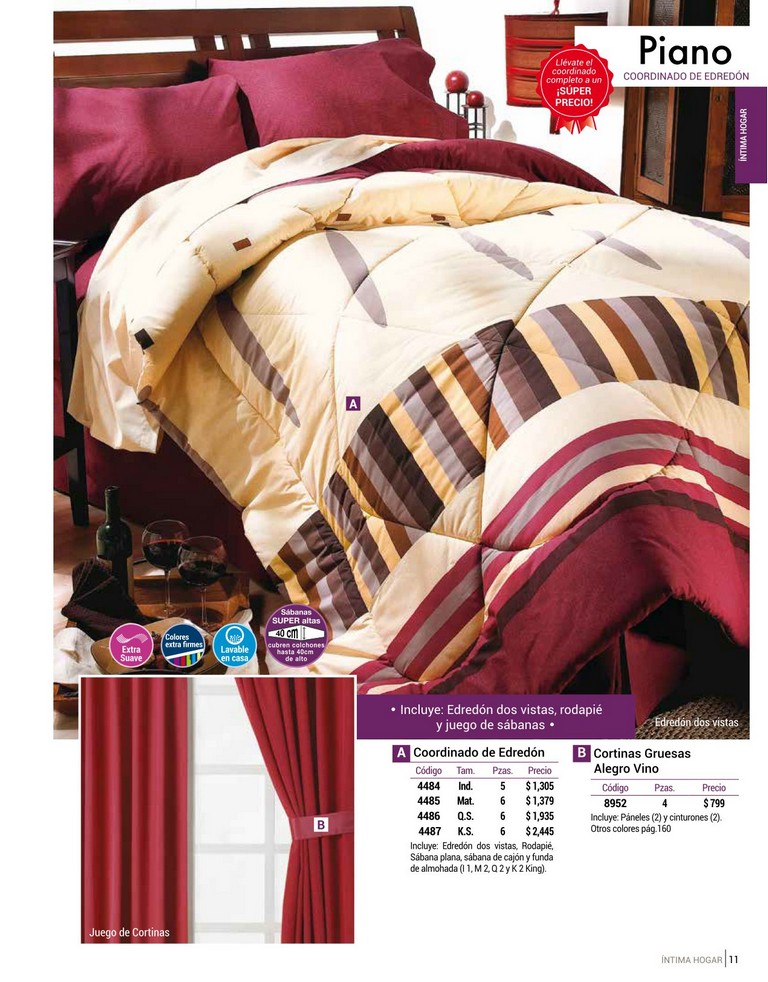 Piano
COORDINADO DE EDREDÓN
Llévate el
coordinado
completo a un
¡SÚPER
PRECIO!
ÍNTIMA HOGAR
A
Extra
Suave
Colores
extra firmes
Lavable
en casa
Sábanas
SUPER altas
40 cm
cubren colchones
hasta 40cm
de alto
• Incluye: Edredón dos vistas, rodapié
y juego de sábanas •
Edredón dos vistas
B
Juego de Cortinas
A Coordinado de Edredón
Código Tam. Pzas. Precio
4484 Ind. 5 $ 1,305
4485 Mat. 6 $ 1,379
4486 Q.S. 6 $ 1,935
4487 K.S. 6 $ 2,445
Incluye: Edredón dos vistas, Rodapié,
Sábana plana, sábana de cajón y funda
de almohada (I 1, M 2, Q 2 y K 2 King).
B Cortinas Gruesas
Alegro Vino
Código Pzas. Precio
8952 4 $ 799
Incluye: Páneles (2) y cinturones (2).
Otros colores pág.160
ÍNTIMA HOGAR 11